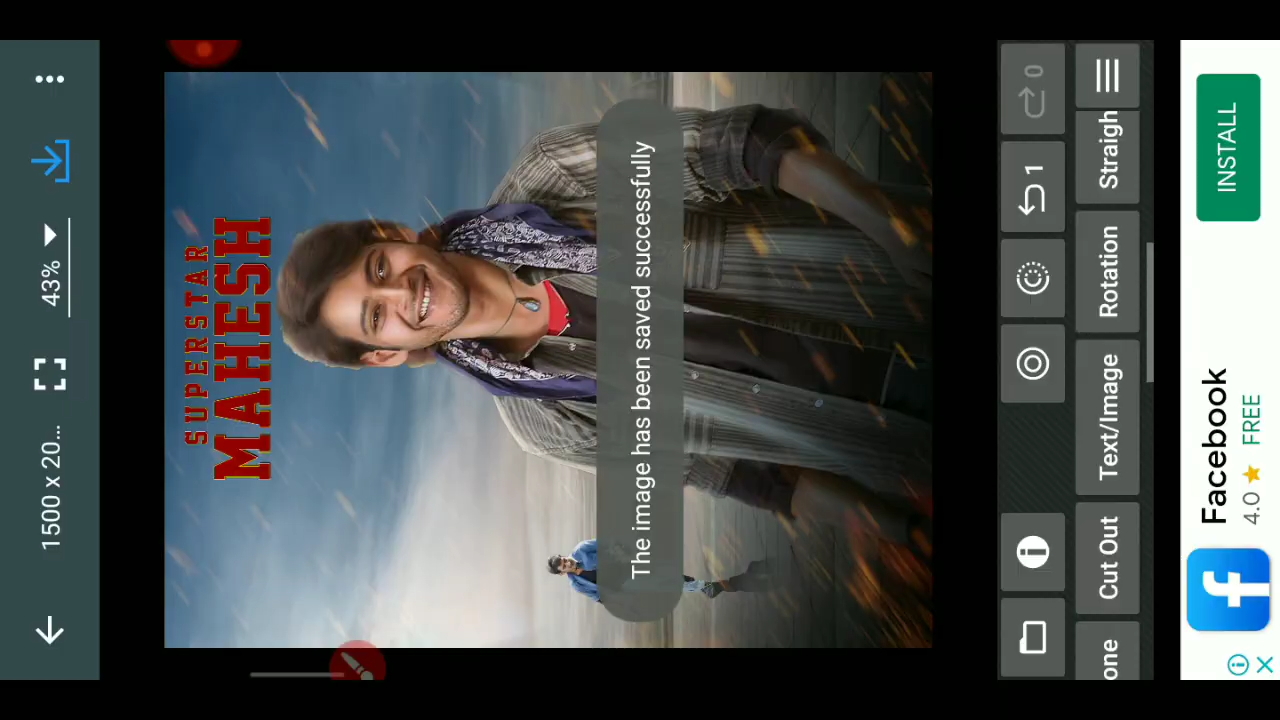 1500 x 20...
43%
SUPERSTAR
MAHESH
The image has been saved successfully
0
1
one
Cut Out
Text/Image
Rotation
Straigh
Facebook
4.0 ★ FREE
INSTALL